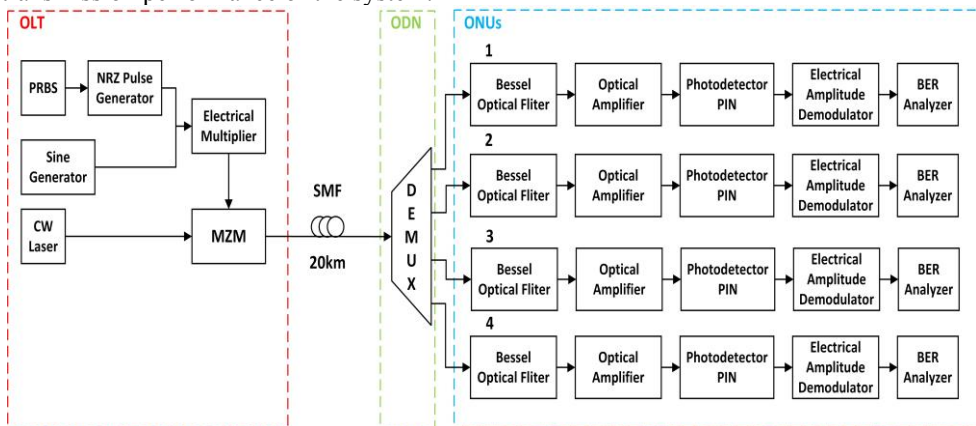 OLT
ODN
ONUs
PRBS
NRZ Pulse
Generator
Electrical
Multiplier
Sine
Generator
CW
Laser
MZM
SMF
20km
D
E
M
U
X
1
Bessel
Optical Fliter
Optical
Amplifier
Photodetector
PIN
Electrical
Amplitude
Demodulator
BER
Analyzer
2
Bessel
Optical Fliter
Optical
Amplifier
Photodetector
PIN
Electrical
Amplitude
Demodulator
BER
Analyzer
3
Bessel
Optical Fliter
Optical
Amplifier
Photodetector
PIN
Electrical
Amplitude
Demodulator
BER
Analyzer
4
Bessel
Optical Fliter
Optical
Amplifier
Photodetector
PIN
Electrical
Amplitude
Demodulator
BER
Analyzer